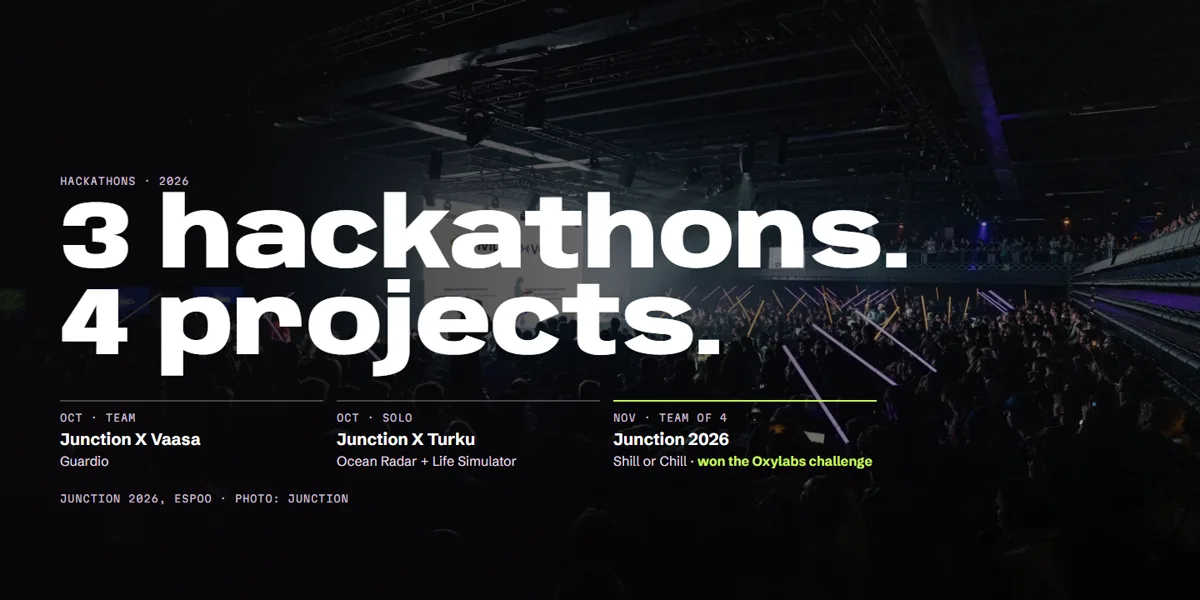 HACKATHONS · 2026
3 hackathons.
4 projects.
OCT · TEAM
Junction X Vaasa
Guardio
OCT · SOLO
Junction X Turku
Ocean Radar + Life Simulator
NOV · TEAM OF 4
Junction 2026
Shill or Chill · won the Oxylabs challenge
JUNCTION 2026, ESPOO · PHOTO: JUNCTION